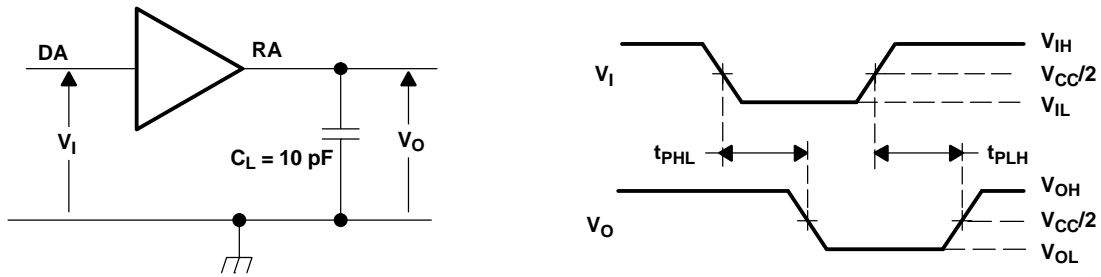 DA
RA
V_I
C_L = 10 pF
V_O
V_I
V_IH
V_CC/2
V_IL
t_PHL
t_PLH
V_O
V_OH
V_CC/2
V_OL